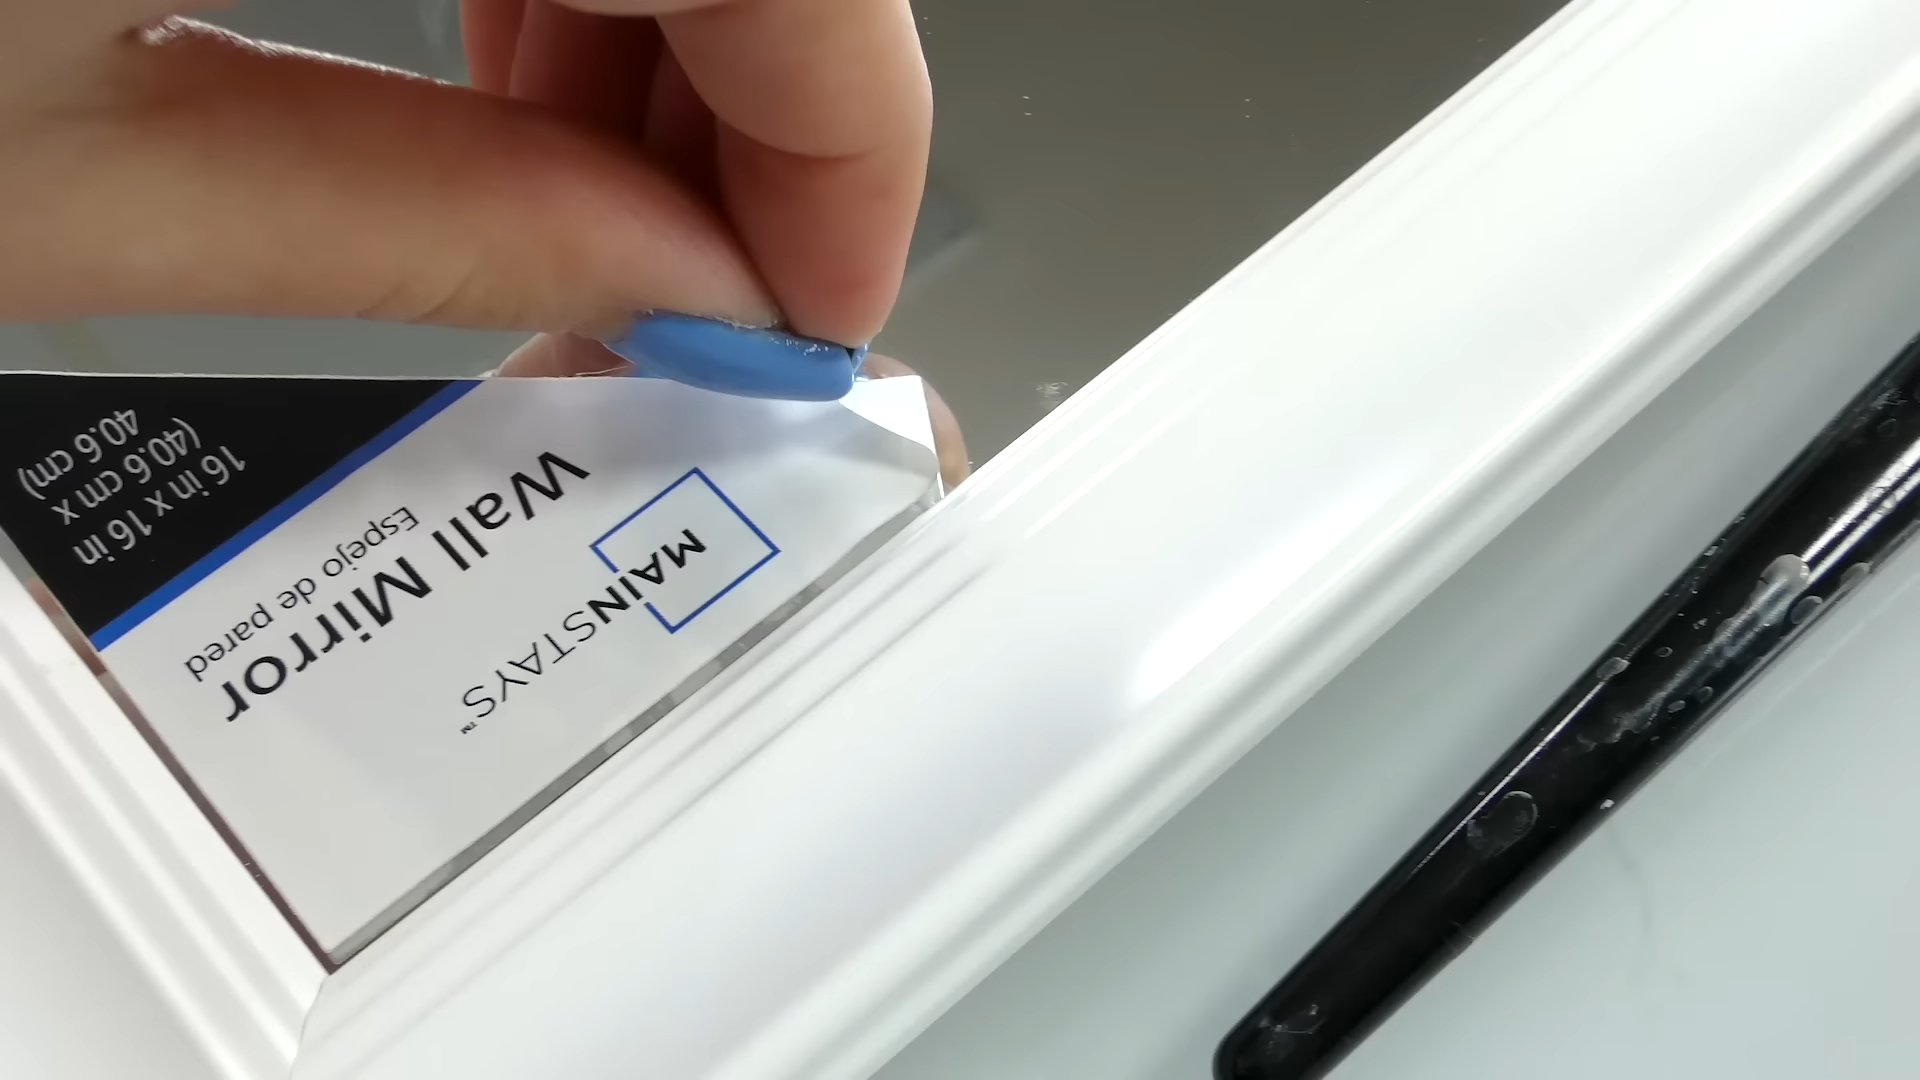 MAINSTAYS™
Wall Mirror
Espejo de pared
16 in x 16 in
(40.6 cm x
40.6 cm)